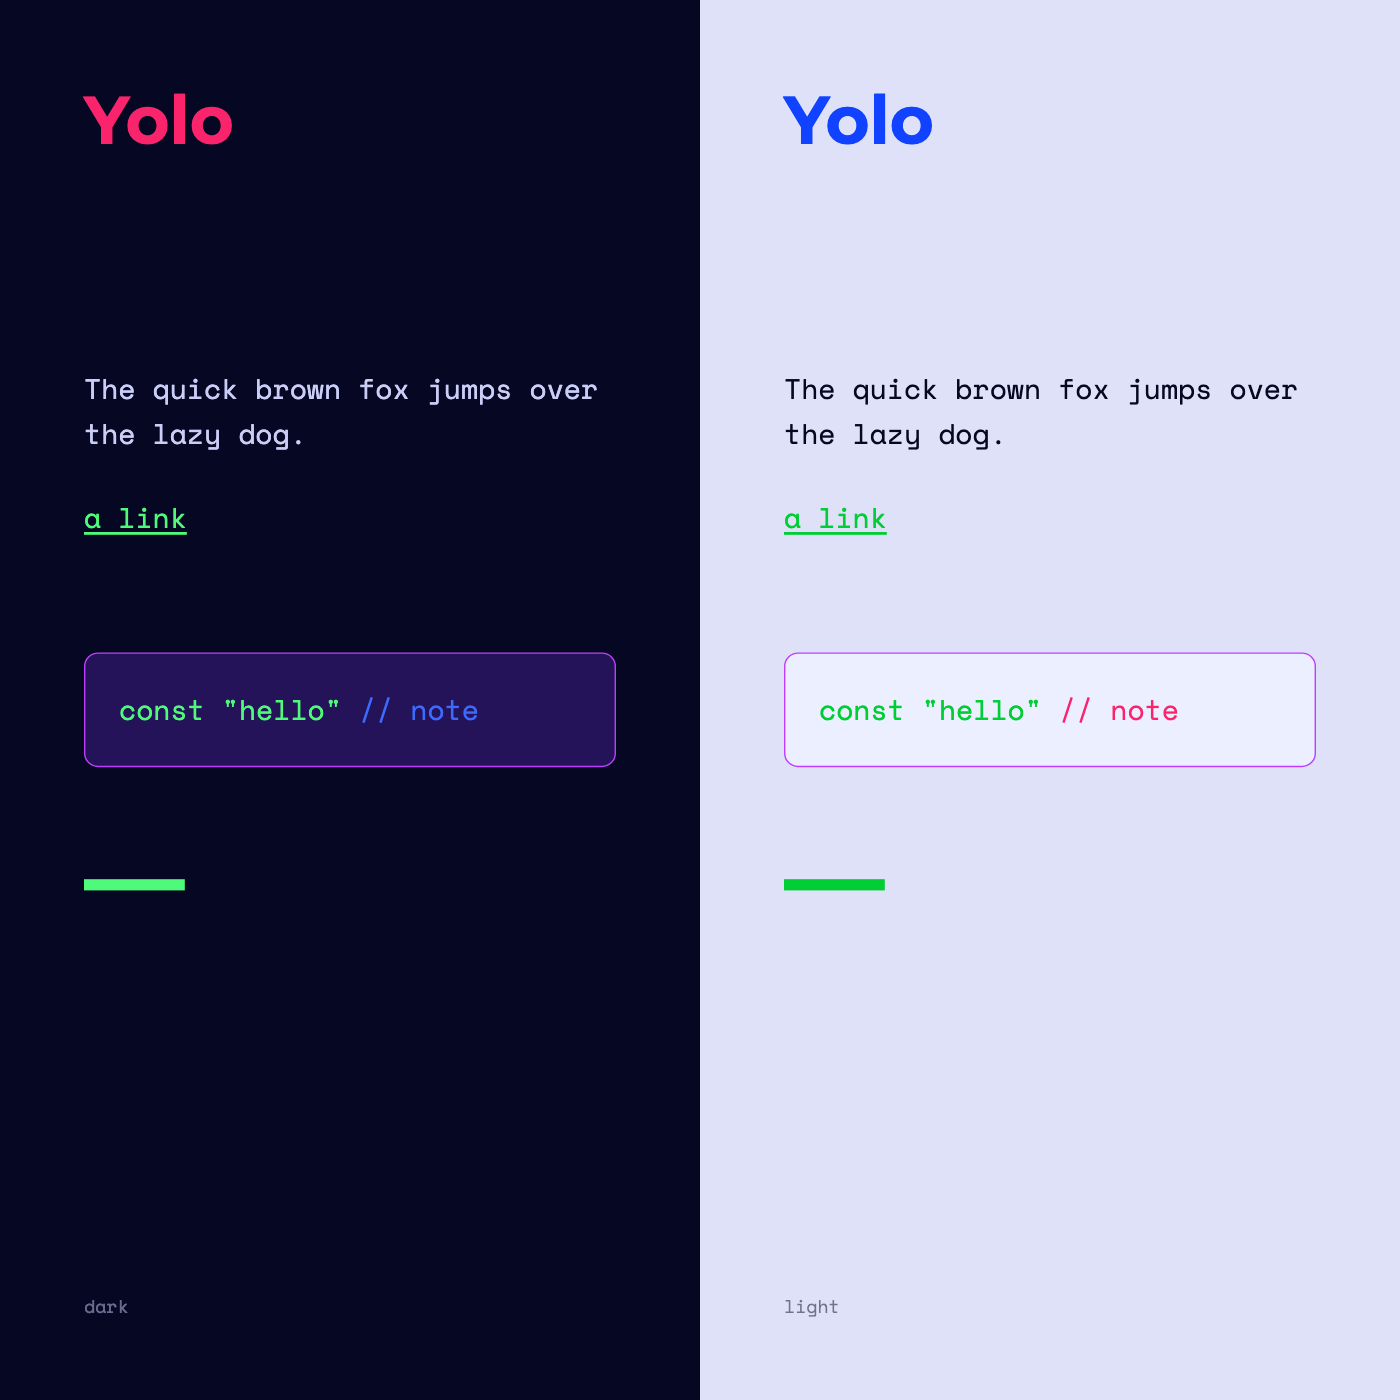 Yolo
The quick brown fox jumps over
the lazy dog.
a link
const "hello" // note
dark
Yolo
The quick brown fox jumps over
the lazy dog.
a link
const "hello" // note
light